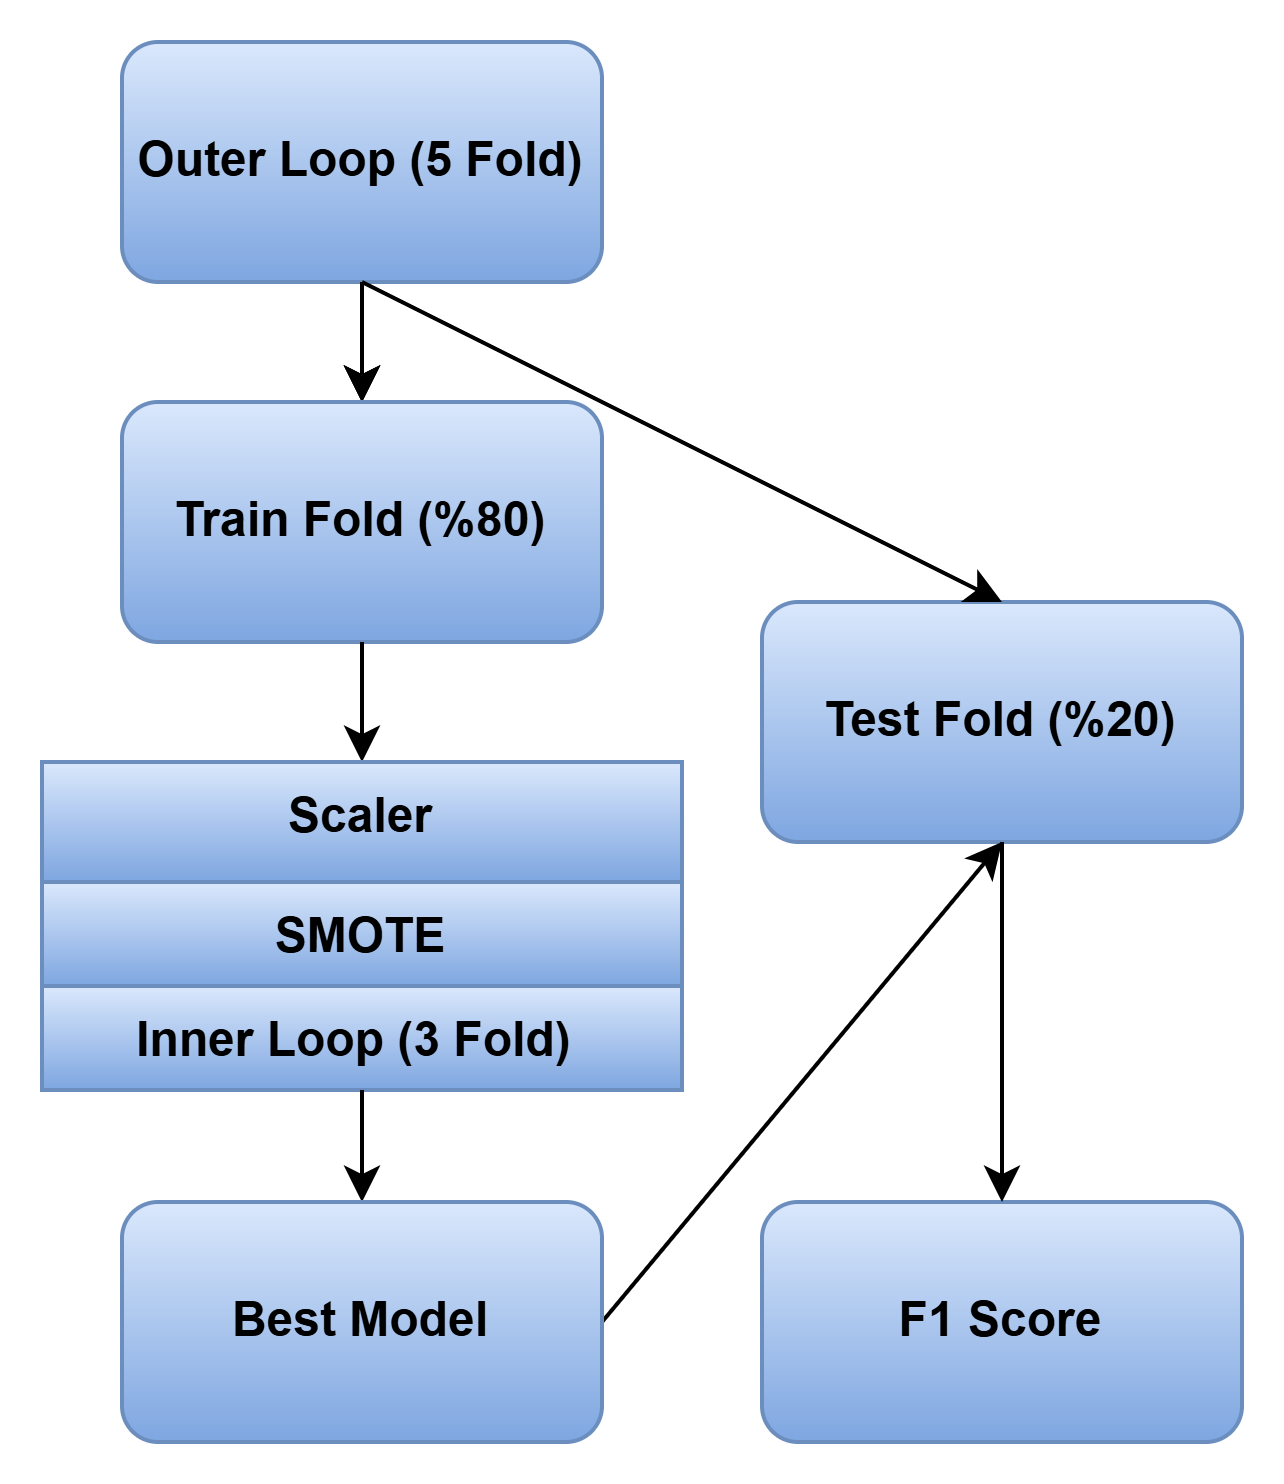 Outer Loop (5 Fold)
Train Fold (%80)
Test Fold (%20)
Scaler
SMOTE
Inner Loop (3 Fold)
Best Model
F1 Score